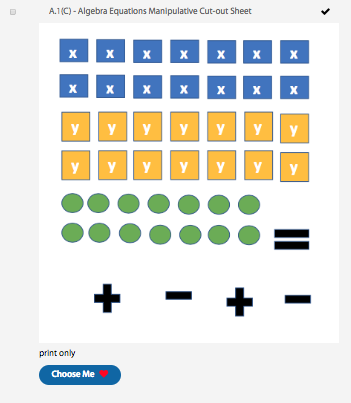 A.1(C) - Algebra Equations Manipulative Cut-out Sheet
x x x x x x x
x x x x x x x
y y y y y y y
y y y y y y y
=
+ - + -
print only
Choose Me